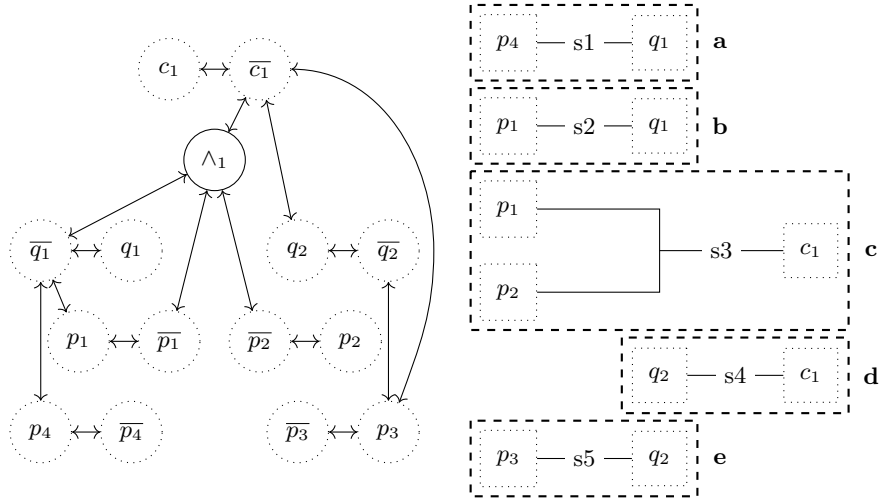 c₁ c̅₁
∧₁
q̅₁ q₁ q₂ q̅₂
p₁ p̅₁ p̅₂ p₂
p₄ p̅₄ p̅₃ p₃
p₄ s1 q₁ a
p₁ s2 q₁ b
p₁
s3 c₁ c
p₂
q₂ s4 c₁ d
p₃ s5 q₂ e